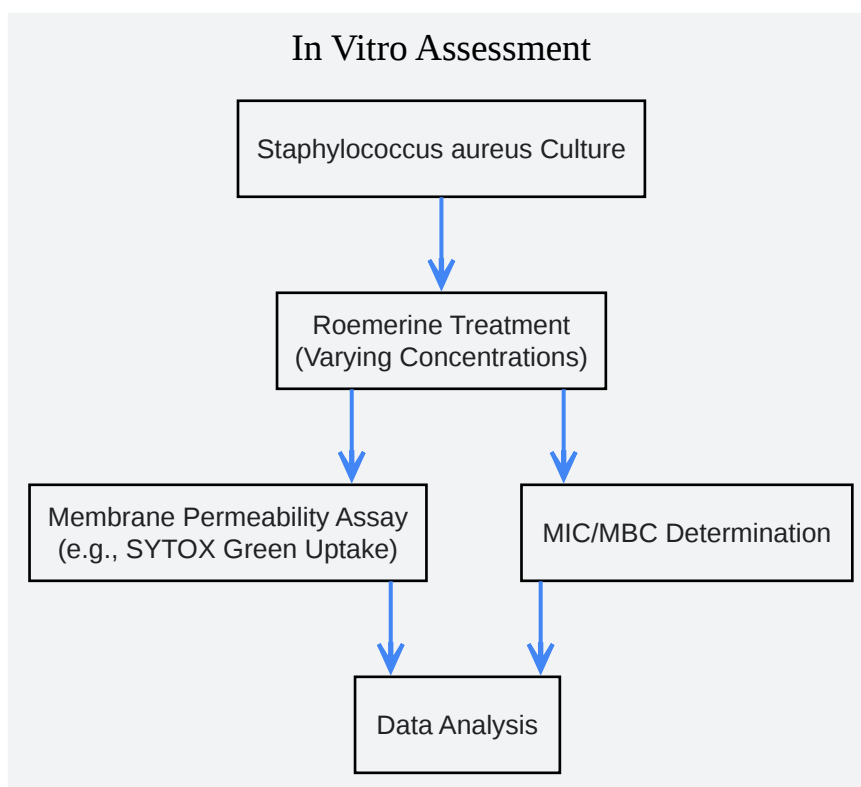 In Vitro Assessment
Staphylococcus aureus Culture
Roemerine Treatment
(Varying Concentrations)
Membrane Permeability Assay
(e.g., SYTOX Green Uptake)
MIC/MBC Determination
Data Analysis